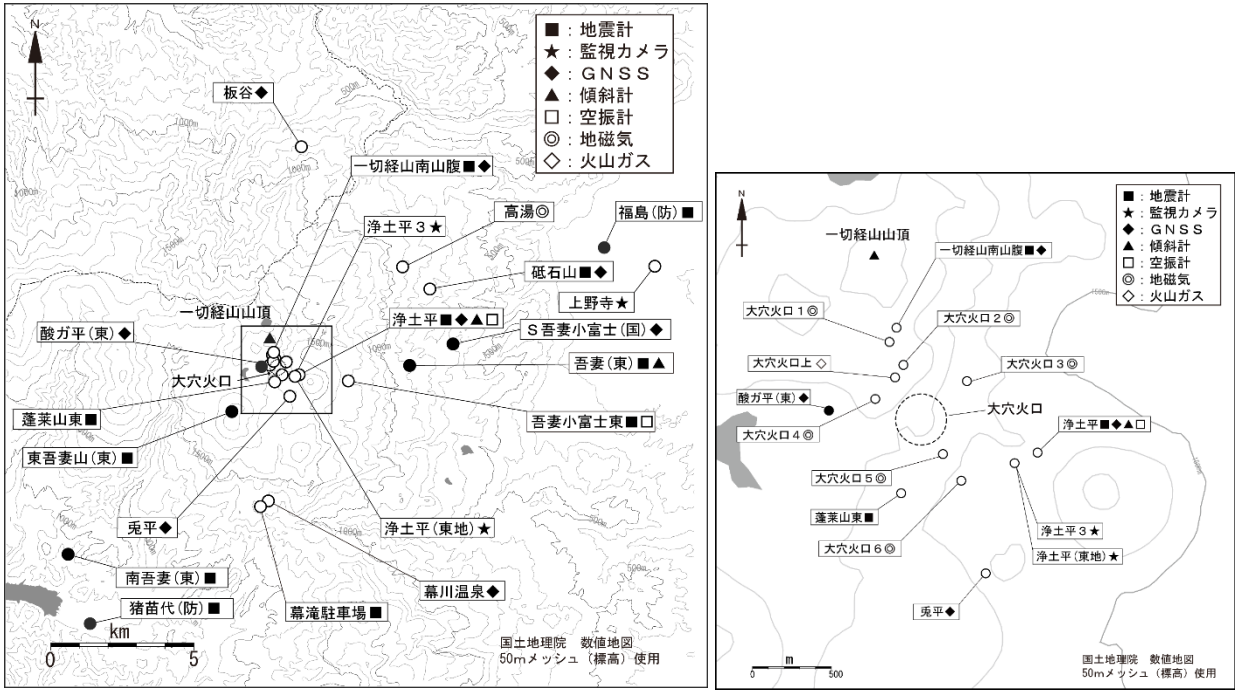 N
■：地震計
★：監視カメラ
◆：ＧＮＳＳ
▲：傾斜計
□：空振計
◎：地磁気
◇：火山ガス
板谷◆
一切経山南山腹■◆
高湯◎
福島(防)■
浄土平３★
砥石山■◆
上野寺★
一切経山山頂
浄土平■◆▲□
Ｓ吾妻小富士(国)◆
酸ガ平(東)◆
吾妻(東)■▲
大穴火口
蓬莱山東■
吾妻小富士東■□
東吾妻山(東)■
兎平◆
浄土平(東地)★
南吾妻(東)■
幕川温泉◆
猪苗代(防)■
幕滝駐車場■
km
0 5
国土地理院　数値地図
50ｍメッシュ（標高）使用
500m
1000m
1500m
N
■：地震計
★：監視カメラ
◆：ＧＮＳＳ
▲：傾斜計
□：空振計
◎：地磁気
◇：火山ガス
一切経山山頂
一切経山南山腹■◆
大穴火口１◎
大穴火口２◎
大穴火口上◇
大穴火口３◎
酸ガ平(東)◆
大穴火口
大穴火口４◎
浄土平■◆▲□
大穴火口５◎
蓬莱山東■
浄土平３★
大穴火口６◎
浄土平(東地)★
兎平◆
m
0 500
国土地理院　数値地図
50ｍメッシュ（標高）使用